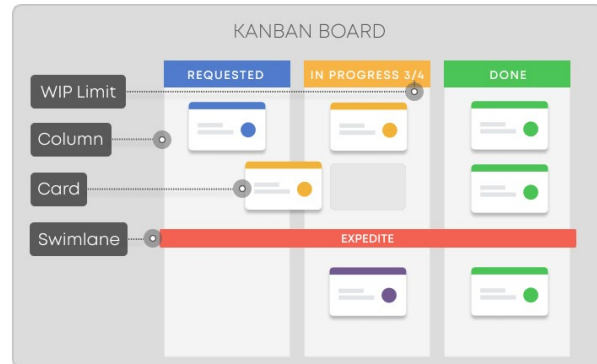 KANBAN BOARD
REQUESTED
IN PROGRESS 3/4
DONE
WIP Limit
Column
Card
Swimlane
EXPEDITE